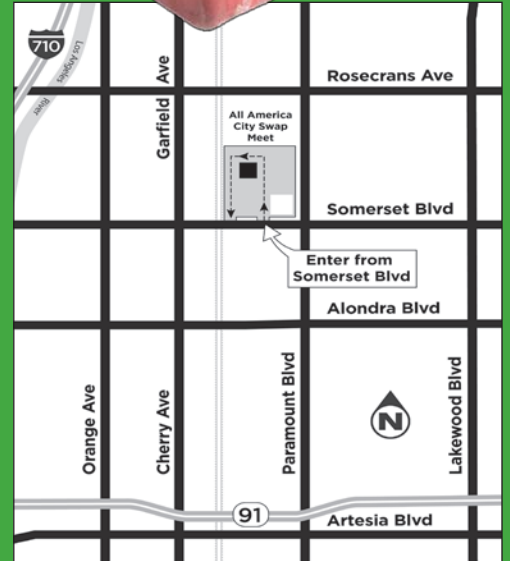 710
Los Angeles
River
Garfield Ave
Rosecrans Ave
All America
City Swap
Meet
Somerset Blvd
Enter from
Somerset Blvd
Alondra Blvd
Orange Ave
Cherry Ave
Paramount Blvd
Lakewood Blvd
N
91
Artesia Blvd